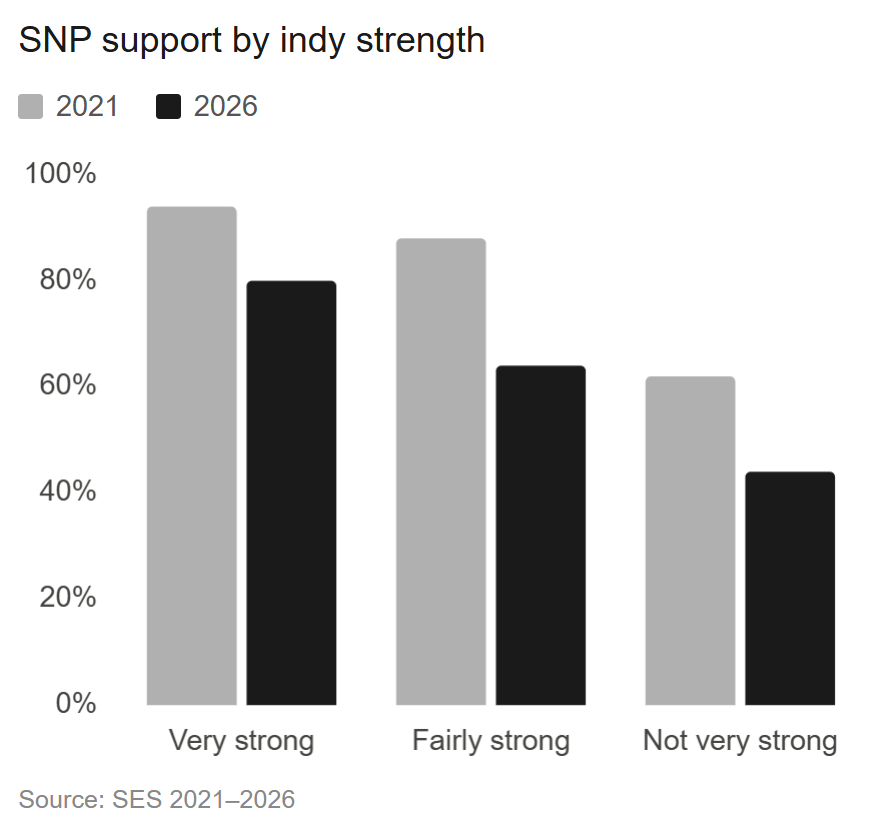 SNP support by indy strength
2021 2026
100%
80%
60%
40%
20%
0%
Very strong Fairly strong Not very strong
Source: SES 2021–2026